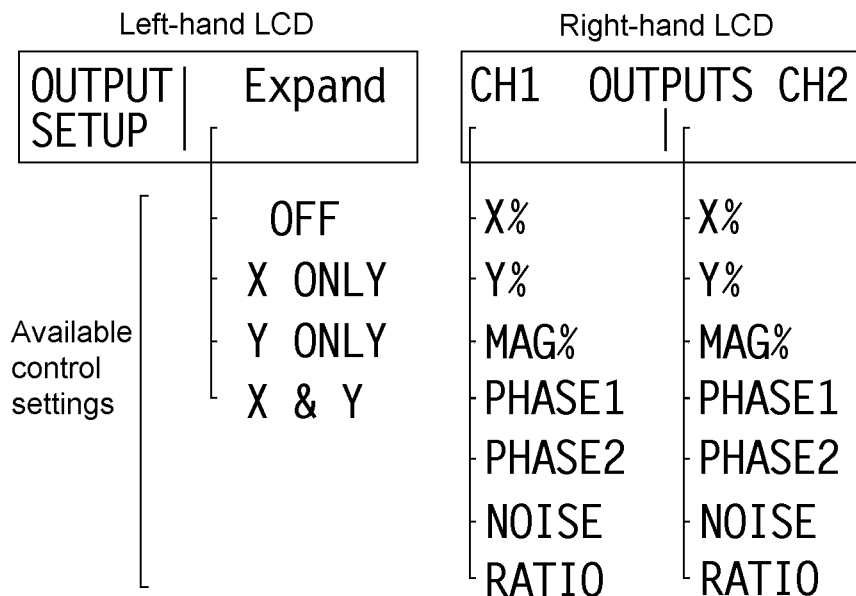 Left-hand LCD
Right-hand LCD
OUTPUT Expand
SETUP
CH1 OUTPUTS CH2
Available
control
settings
OFF
X ONLY
Y ONLY
X & Y
X%
Y%
MAG%
PHASE1
PHASE2
NOISE
RATIO
X%
Y%
MAG%
PHASE1
PHASE2
NOISE
RATIO